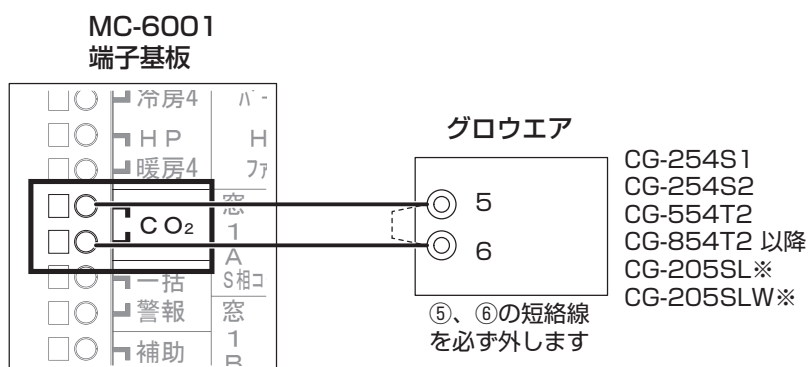 MC-6001
端子基板
冷房4
HP
H
暖房4
ファ
CO₂
窓
1
A
一括
S相コ
警報
窓
1
補助
B
グロウエア
5
6
⑤、⑥の短絡線
を必ず外します
CG-254S1
CG-254S2
CG-554T2
CG-854T2 以降
CG-205SL※
CG-205SLW※